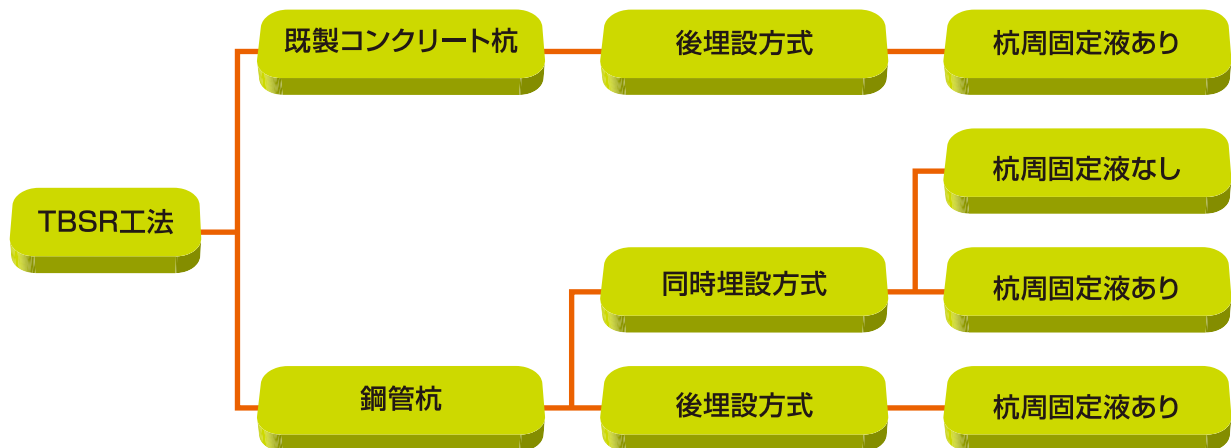 既製コンクリート杭
後埋設方式
杭周固定液あり
杭周固定液なし
TBSR工法
同時埋設方式
杭周固定液あり
鋼管杭
後埋設方式
杭周固定液あり